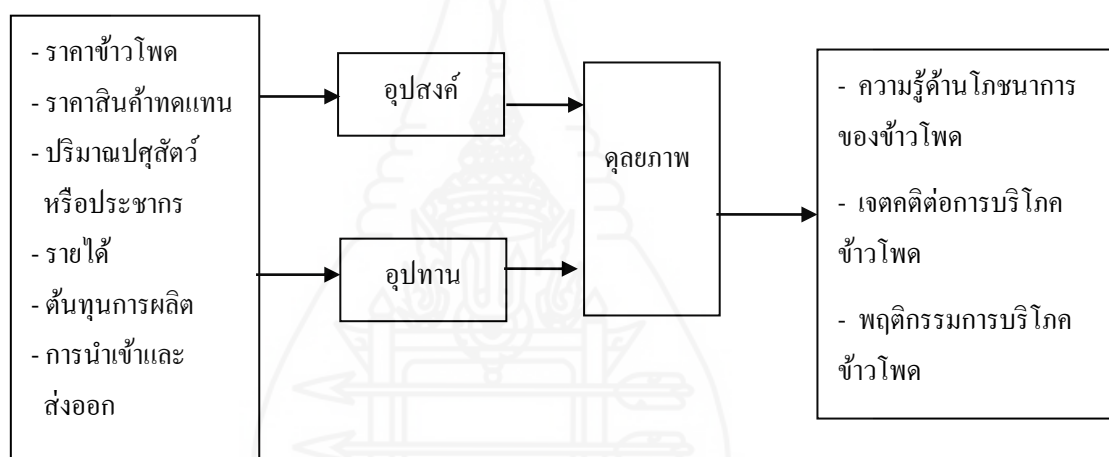 - ราคาข้าวโพด
- ราคาสินค้าทดแทน
- ปริมาณปศุสัตว์
หรือประชากร
- รายได้
- ต้นทุนการผลิต
- การนำเข้าและ
ส่งออก
อุปสงค์
อุปทาน
ดุลยภาพ
- ความรู้ด้านโภชนาการ
ของข้าวโพด
- เจตคติต่อการบริโภค
ข้าวโพด
- พฤติกรรมการบริโภค
ข้าวโพด